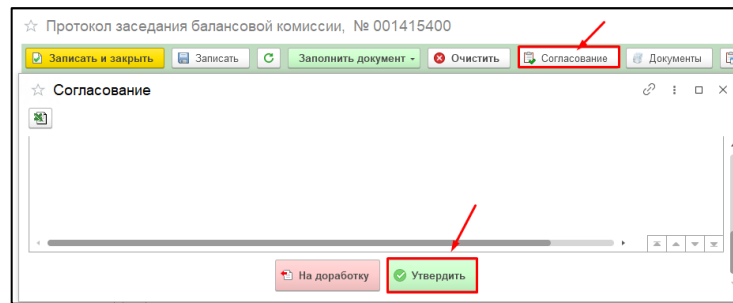 Протокол заседания балансовой комиссии, № 001415400
Записать и закрыть Записать Заполнить документ Очистить Согласование Документы
Согласование
На доработку Утвердить